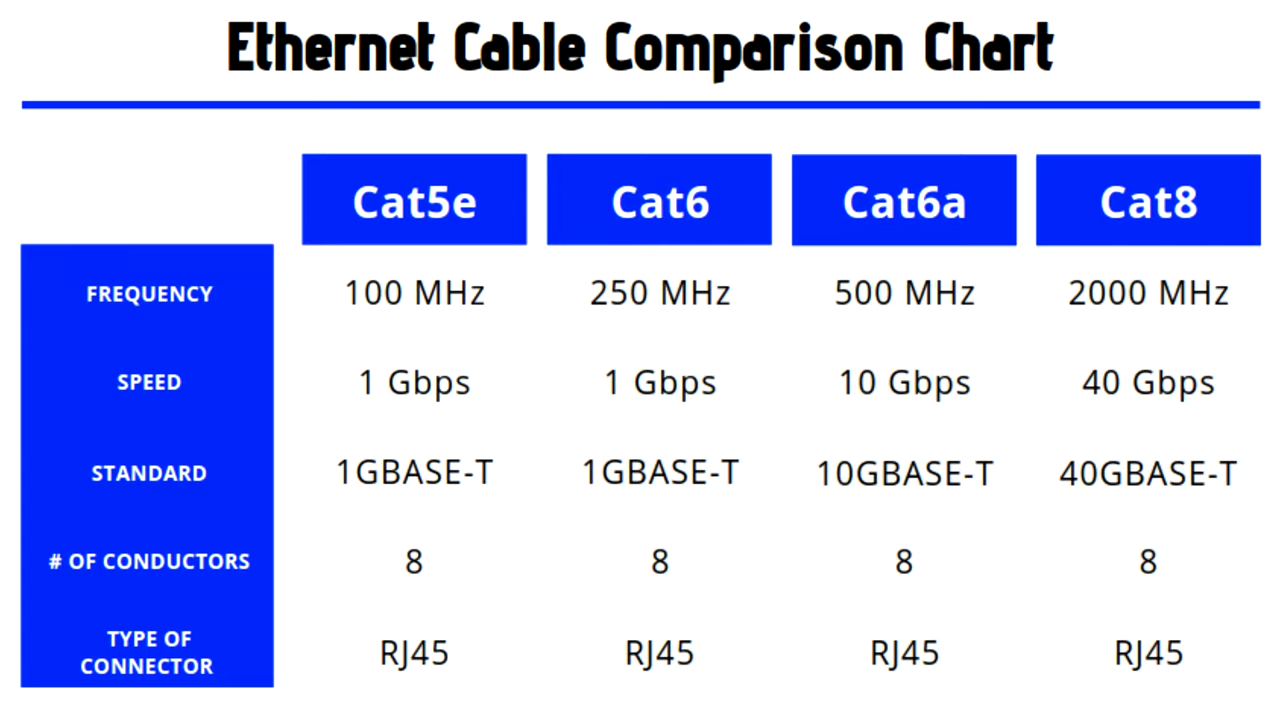 Ethernet Cable Comparison Chart
Cat5e Cat6 Cat6a Cat8
FREQUENCY 100 MHz 250 MHz 500 MHz 2000 MHz
SPEED 1 Gbps 1 Gbps 10 Gbps 40 Gbps
STANDARD 1GBASE-T 1GBASE-T 10GBASE-T 40GBASE-T
# OF CONDUCTORS 8 8 8 8
TYPE OF
CONNECTOR RJ45 RJ45 RJ45 RJ45